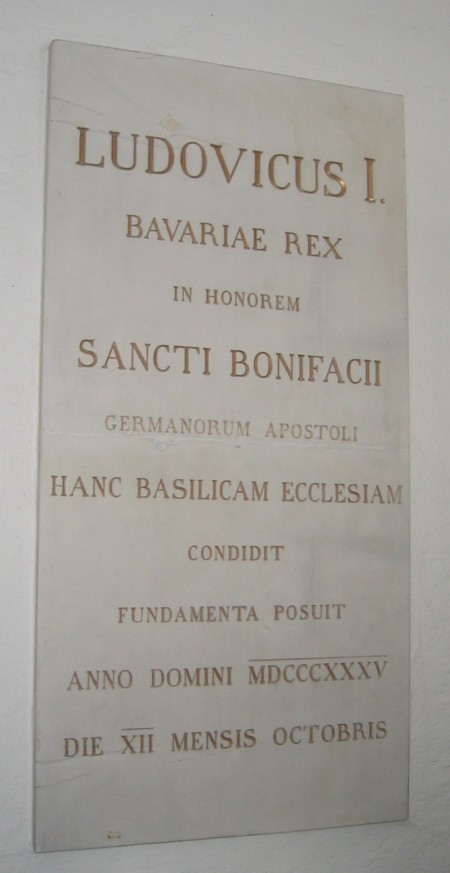 LUDOVICUS I.
BAVARIAE REX
IN HONOREM
SANCTI BONIFACII
GERMANORUM APOSTOLI
HANC BASILICAM ECCLESIAM
CONDIDIT
FUNDAMENTA POSUIT
ANNO DOMINI MDCCCXXXV
DIE XII MENSIS OCTOBRIS